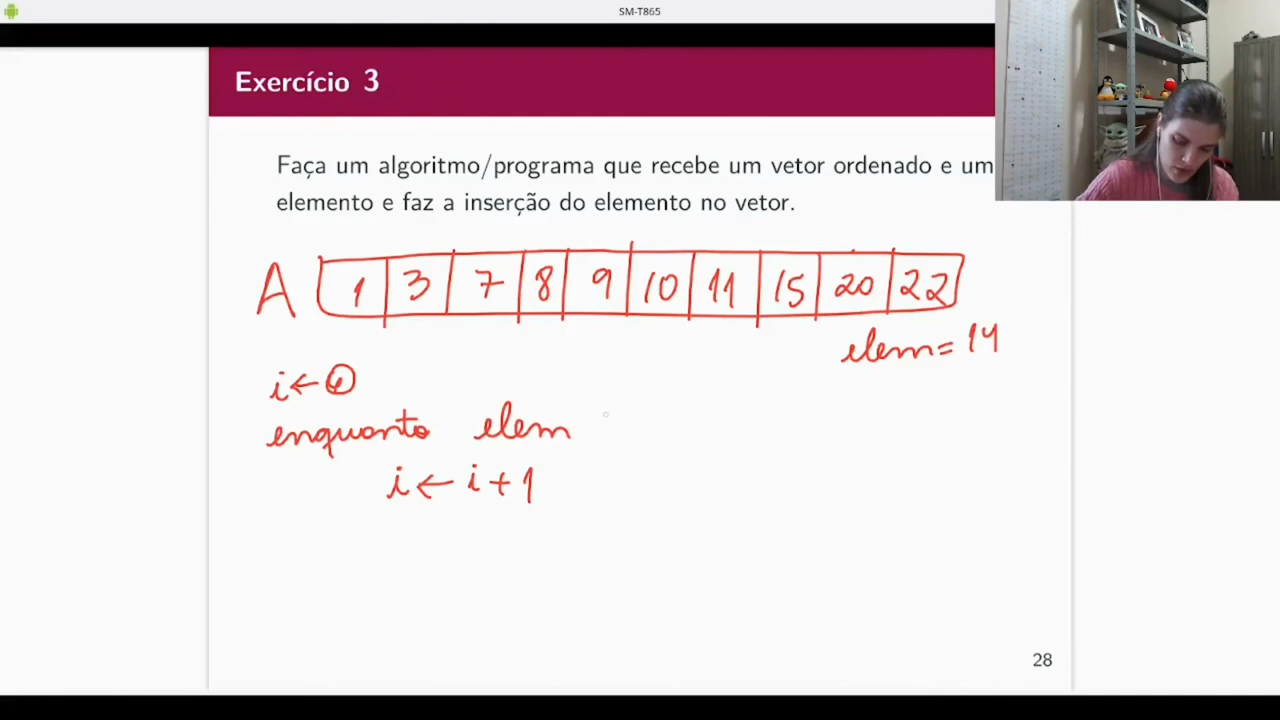 SM-T865
Exercício 3
Faça um algoritmo/programa que recebe um vetor ordenado e um
elemento e faz a inserção do elemento no vetor.
A 1 3 7 8 9 10 11 15 20 22
elem = 14
i ←
enquanto elem
i ← i + 1
28